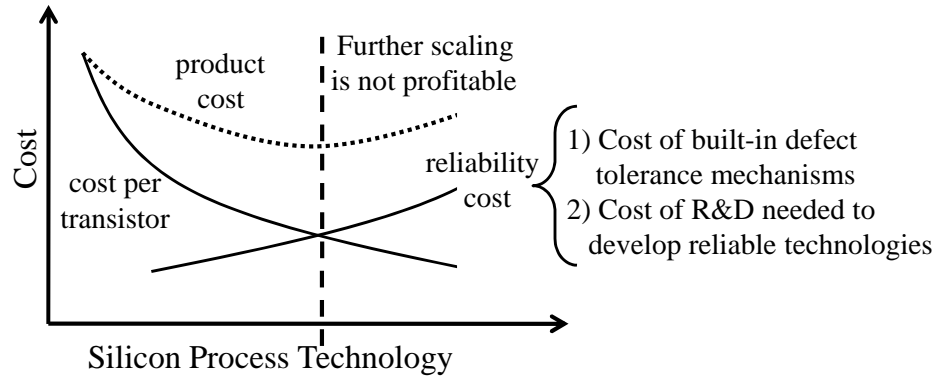 Further scaling
is not profitable
product
cost
Cost
cost per
transistor
reliability
cost
1) Cost of built-in defect
tolerance mechanisms
2) Cost of R&D needed to
develop reliable technologies
Silicon Process Technology